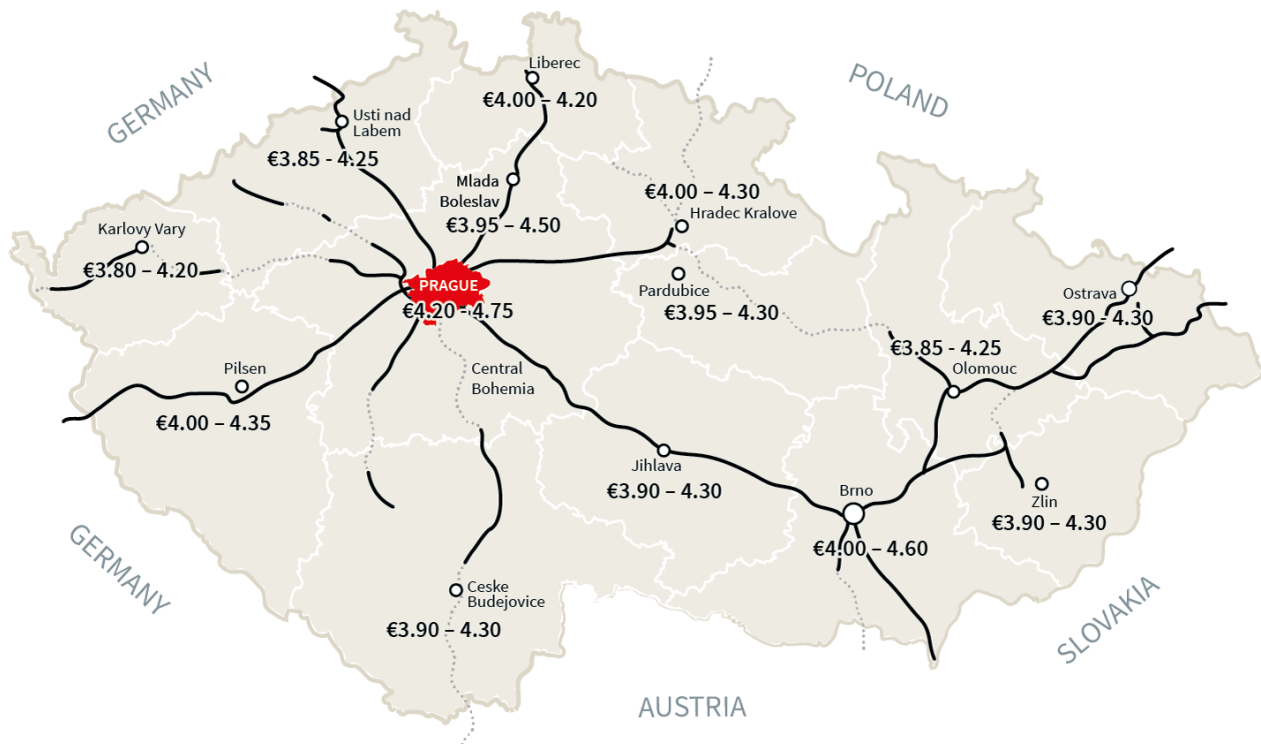 Liberec
€4.00 – 4.20
GERMANY
POLAND
Usti nad
Labem
€3.85 - 4.25
Mlada
Boleslav
€3.95 – 4.50
€4.00 – 4.30
Hradec Kralove
Karlovy Vary
€3.80 – 4.20
PRAGUE
€4.20 - 4.75
Pardubice
€3.95 – 4.30
Ostrava
€3.90 – 4.30
€3.85 - 4.25
Olomouc
Pilsen
€4.00 – 4.35
Central
Bohemia
Jihlava
€3.90 – 4.30
Brno
€4.00 – 4.60
Zlin
€3.90 – 4.30
GERMANY
Ceske
Budejovice
€3.90 – 4.30
SLOVAKIA
AUSTRIA